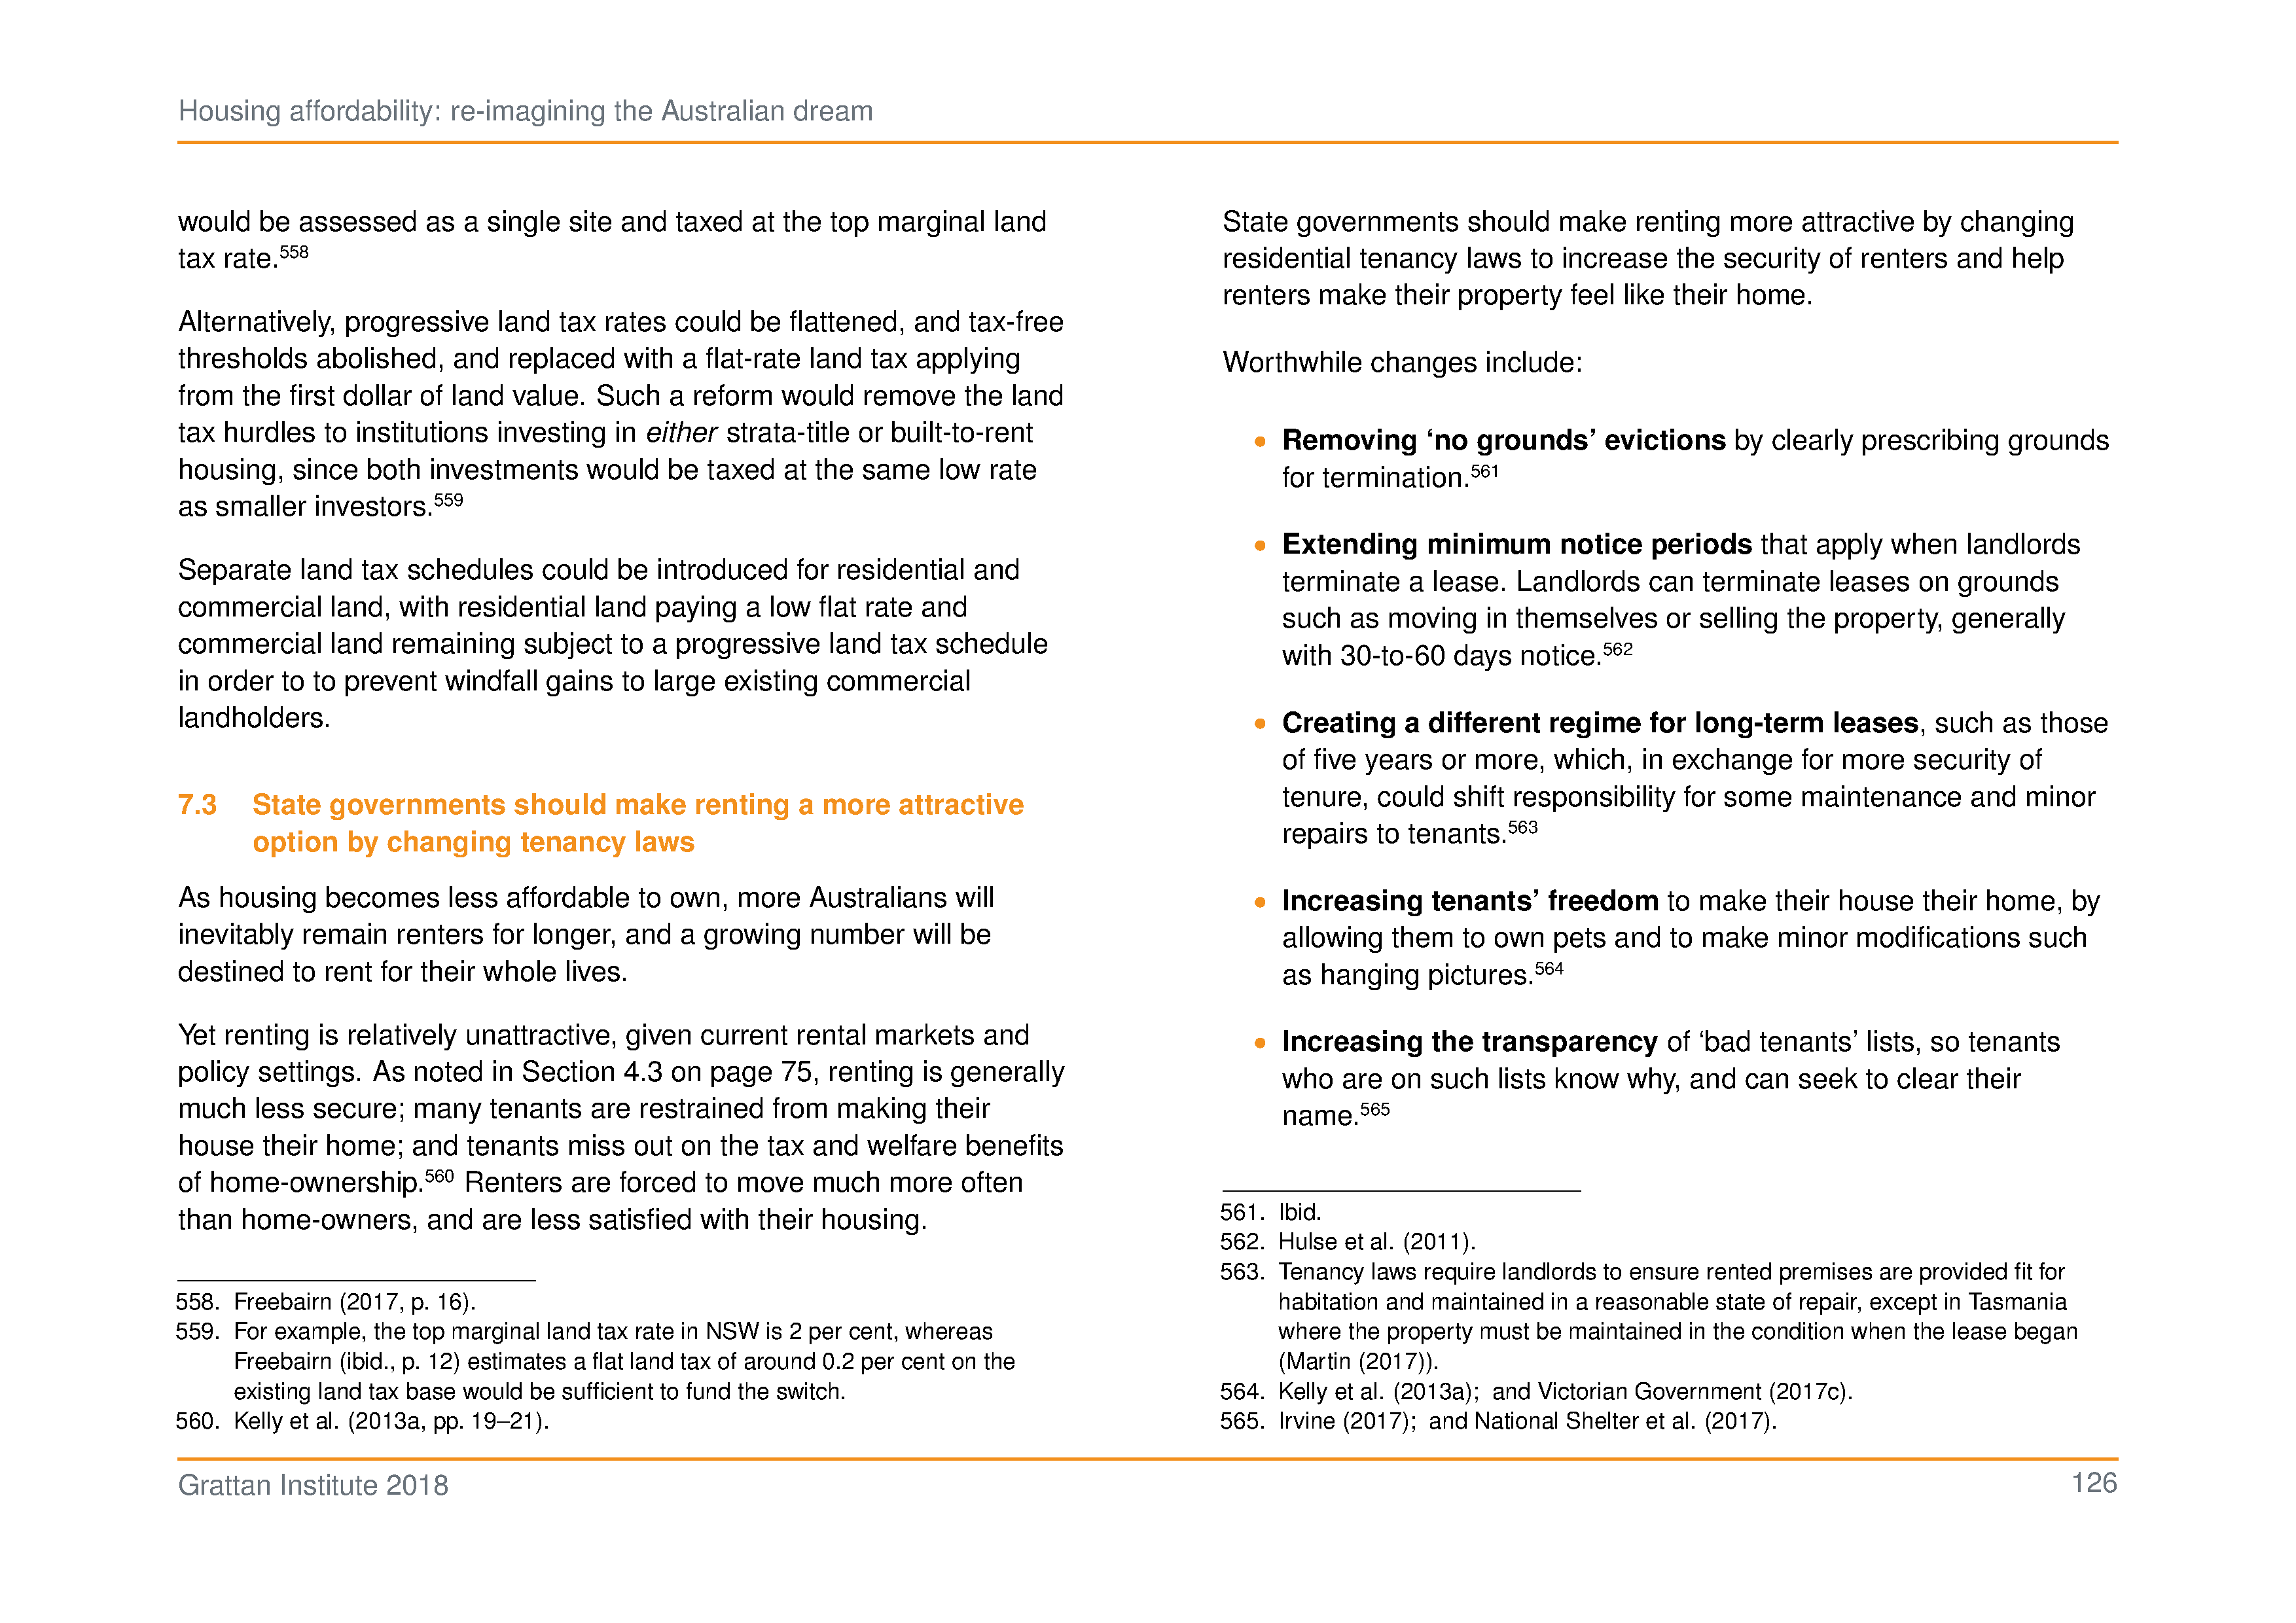 Housing affordability: re-imagining the Australian dream
would be assessed as a single site and taxed at the top marginal land
tax rate.558
Alternatively, progressive land tax rates could be flattened, and tax-free
thresholds abolished, and replaced with a flat-rate land tax applying
from the first dollar of land value. Such a reform would remove the land
tax hurdles to institutions investing in either strata-title or built-to-rent
housing, since both investments would be taxed at the same low rate
as smaller investors.559
Separate land tax schedules could be introduced for residential and
commercial land, with residential land paying a low flat rate and
commercial land remaining subject to a progressive land tax schedule
in order to to prevent windfall gains to large existing commercial
landholders.
7.3 State governments should make renting a more attractive
option by changing tenancy laws
As housing becomes less affordable to own, more Australians will
inevitably remain renters for longer, and a growing number will be
destined to rent for their whole lives.
Yet renting is relatively unattractive, given current rental markets and
policy settings. As noted in Section 4.3 on page 75, renting is generally
much less secure; many tenants are restrained from making their
house their home; and tenants miss out on the tax and welfare benefits
of home-ownership.560 Renters are forced to move much more often
than home-owners, and are less satisfied with their housing.
558. Freebairn (2017, p. 16).
559. For example, the top marginal land tax rate in NSW is 2 per cent, whereas
Freebairn (ibid., p. 12) estimates a flat land tax of around 0.2 per cent on the
existing land tax base would be sufficient to fund the switch.
560. Kelly et al. (2013a, pp. 19–21).
State governments should make renting more attractive by changing
residential tenancy laws to increase the security of renters and help
renters make their property feel like their home.
Worthwhile changes include:
• Removing ‘no grounds’ evictions by clearly prescribing grounds
for termination.561
• Extending minimum notice periods that apply when landlords
terminate a lease. Landlords can terminate leases on grounds
such as moving in themselves or selling the property, generally
with 30-to-60 days notice.562
• Creating a different regime for long-term leases, such as those
of five years or more, which, in exchange for more security of
tenure, could shift responsibility for some maintenance and minor
repairs to tenants.563
• Increasing tenants’ freedom to make their house their home, by
allowing them to own pets and to make minor modifications such
as hanging pictures.564
• Increasing the transparency of ‘bad tenants’ lists, so tenants
who are on such lists know why, and can seek to clear their
name.565
561. Ibid.
562. Hulse et al. (2011).
563. Tenancy laws require landlords to ensure rented premises are provided fit for
habitation and maintained in a reasonable state of repair, except in Tasmania
where the property must be maintained in the condition when the lease began
(Martin (2017)).
564. Kelly et al. (2013a); and Victorian Government (2017c).
565. Irvine (2017); and National Shelter et al. (2017).
Grattan Institute 2018
126